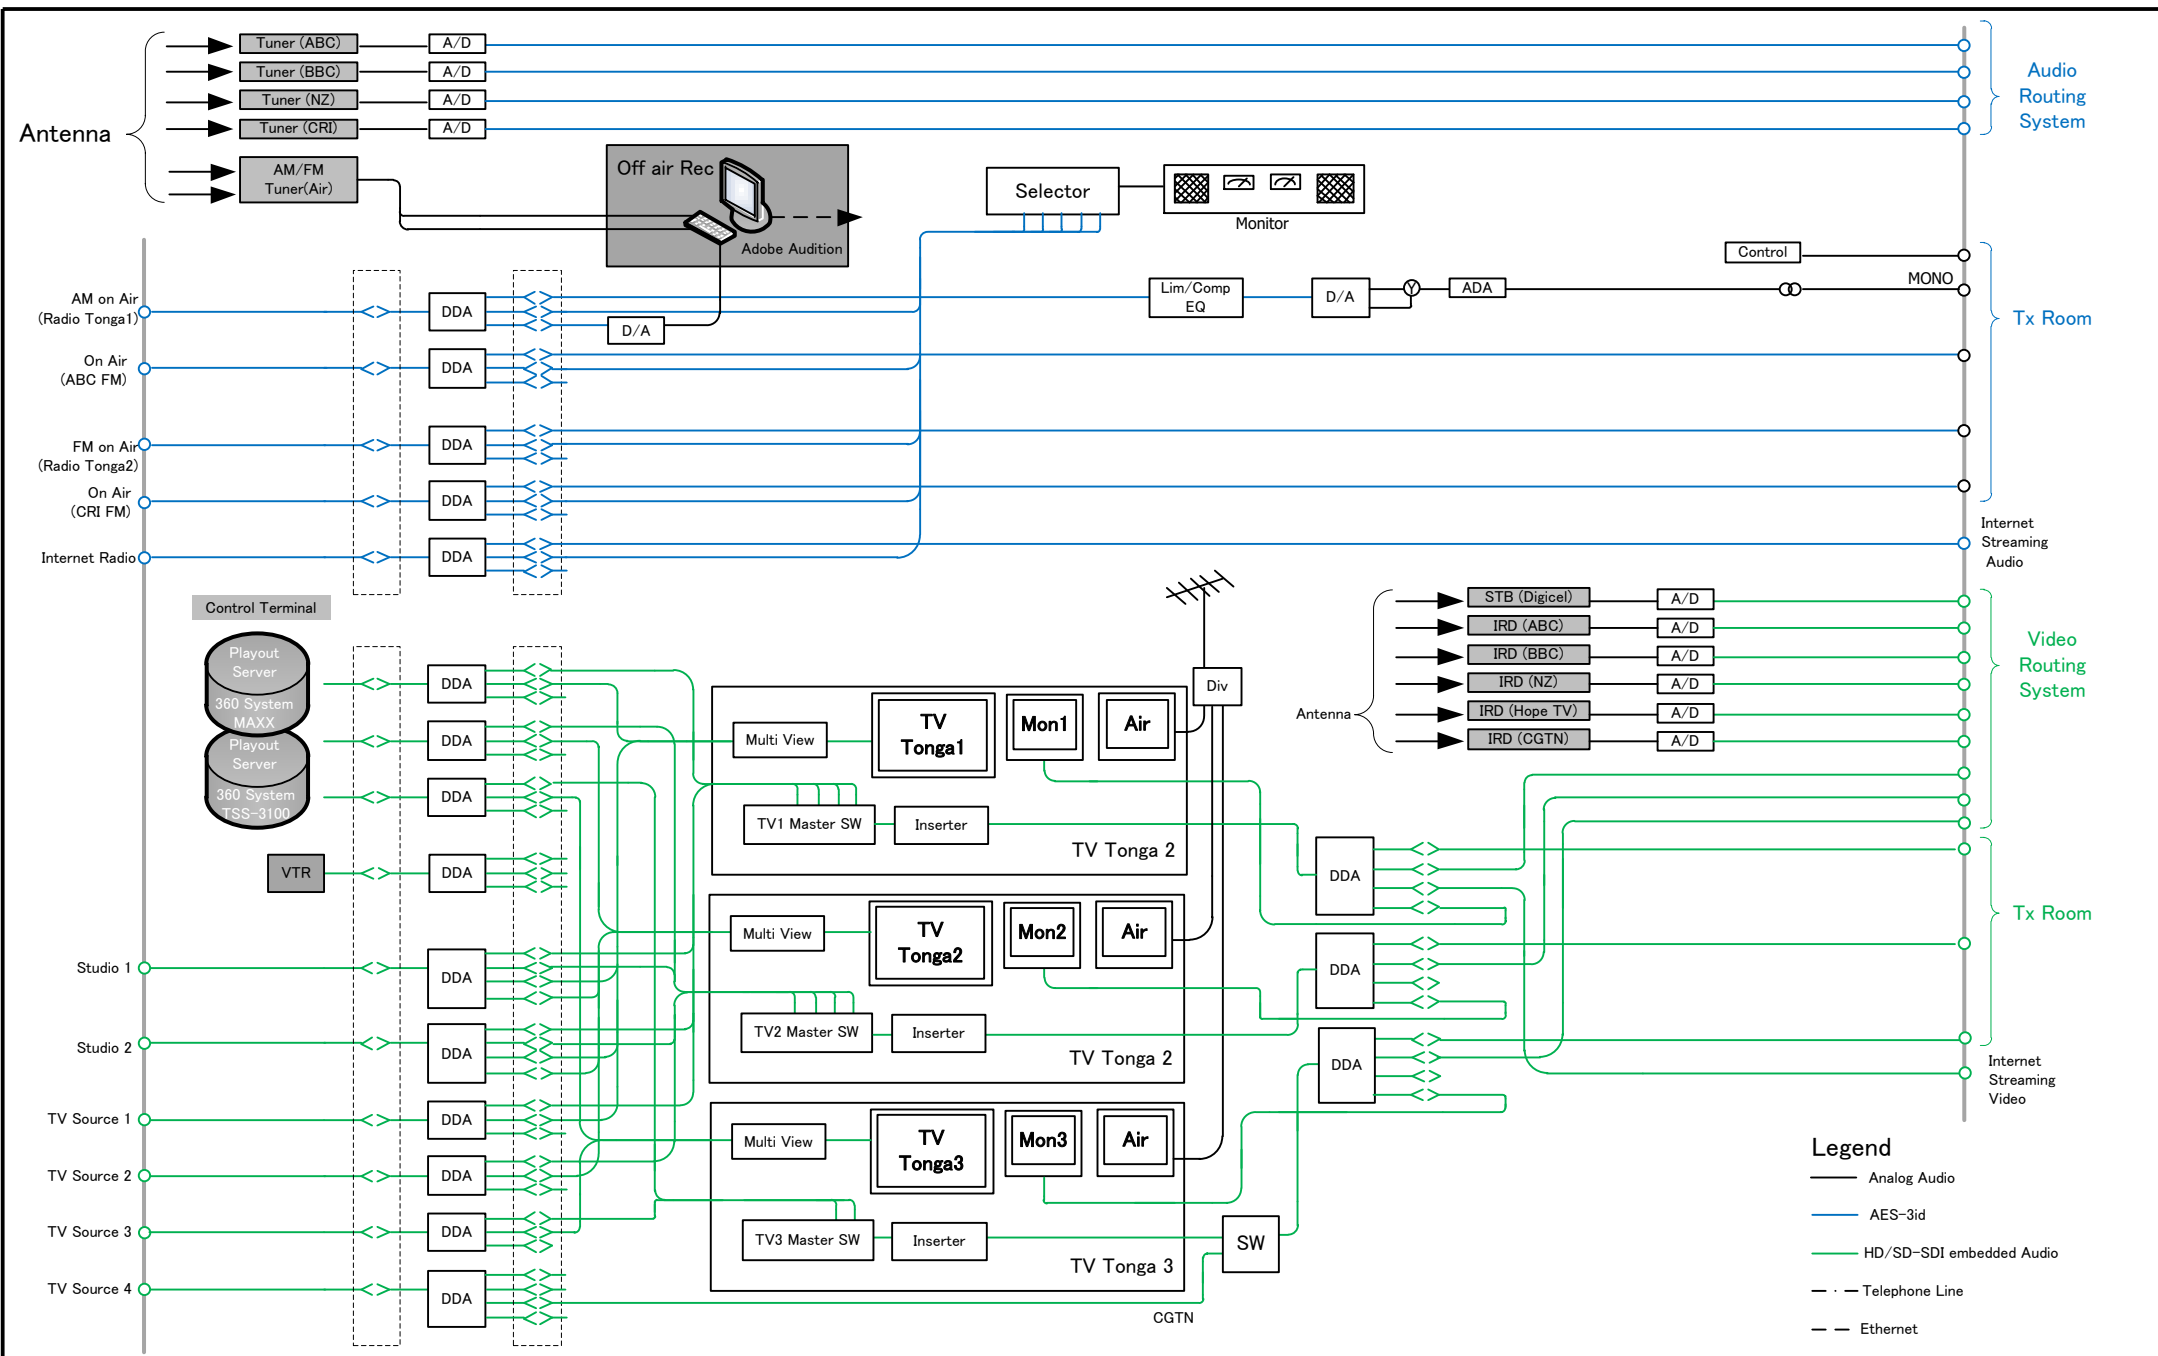 Antenna
Tuner (ABC)
A/D
Tuner (BBC)
A/D
Tuner (NZ)
A/D
Tuner (CRI)
A/D
AM/FM
Tuner(Air)
Off air Rec
Adobe Audition
Selector
Monitor
Audio
Routing
System
Control
MONO
AM on Air
(Radio Tonga1)
DDA
D/A
Lim/Comp
EQ
D/A
Y
ADA
Tx Room
On Air
(ABC FM)
DDA
FM on Air
(Radio Tonga2)
DDA
On Air
(CRI FM)
DDA
Internet Radio
DDA
Internet
Streaming
Audio
Control Terminal
Playout
Server
360 System
MAXX
Playout
Server
360 System
TSS-3100
DDA
DDA
DDA
VTR
DDA
Studio 1
DDA
Studio 2
DDA
TV Source 1
DDA
TV Source 2
DDA
TV Source 3
DDA
TV Source 4
DDA
Div
Multi View
TV
Tonga1
Mon1
Air
TV1 Master SW
Inserter
TV Tonga 2
Multi View
TV
Tonga2
Mon2
Air
TV2 Master SW
Inserter
TV Tonga 2
Multi View
TV
Tonga3
Mon3
Air
TV3 Master SW
Inserter
TV Tonga 3
SW
CGTN
DDA
DDA
DDA
Antenna
STB (Digicel)
A/D
IRD (ABC)
A/D
IRD (BBC)
A/D
IRD (NZ)
A/D
IRD (Hope TV)
A/D
IRD (CGTN)
A/D
Video
Routing
System
Tx Room
Internet
Streaming
Video
Legend
Analog Audio
AES-3id
HD/SD-SDI embedded Audio
Telephone Line
Ethernet